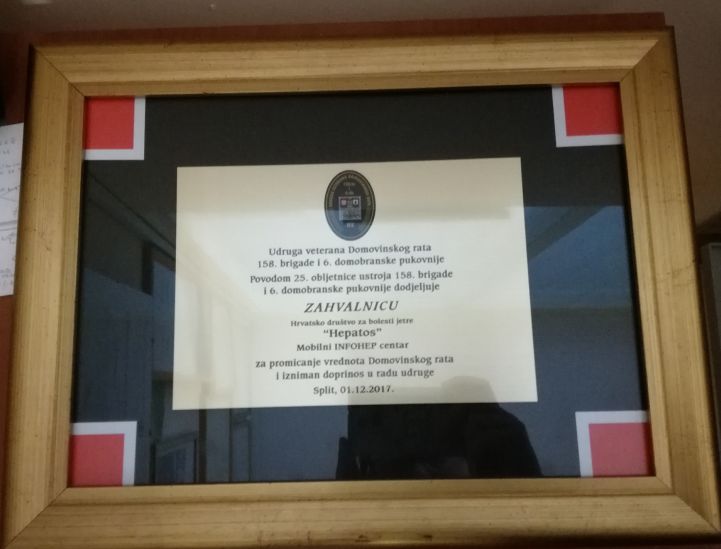 Udruga veterana Domovinskog rata
158. brigade i 6. domobranske pukovnije
Povodom 25. obljetnice ustroja 158. brigade
i 6. domobranske pukovnije dodjeljuje
ZAHVALNICU
Hrvatsko društvo za bolesti jetre
"Hepatos"
Mobilni INFOHEP centar
za promicanje vrednota Domovinskog rata
i izniman doprinos u radu udruge
Split, 01.12.2017.